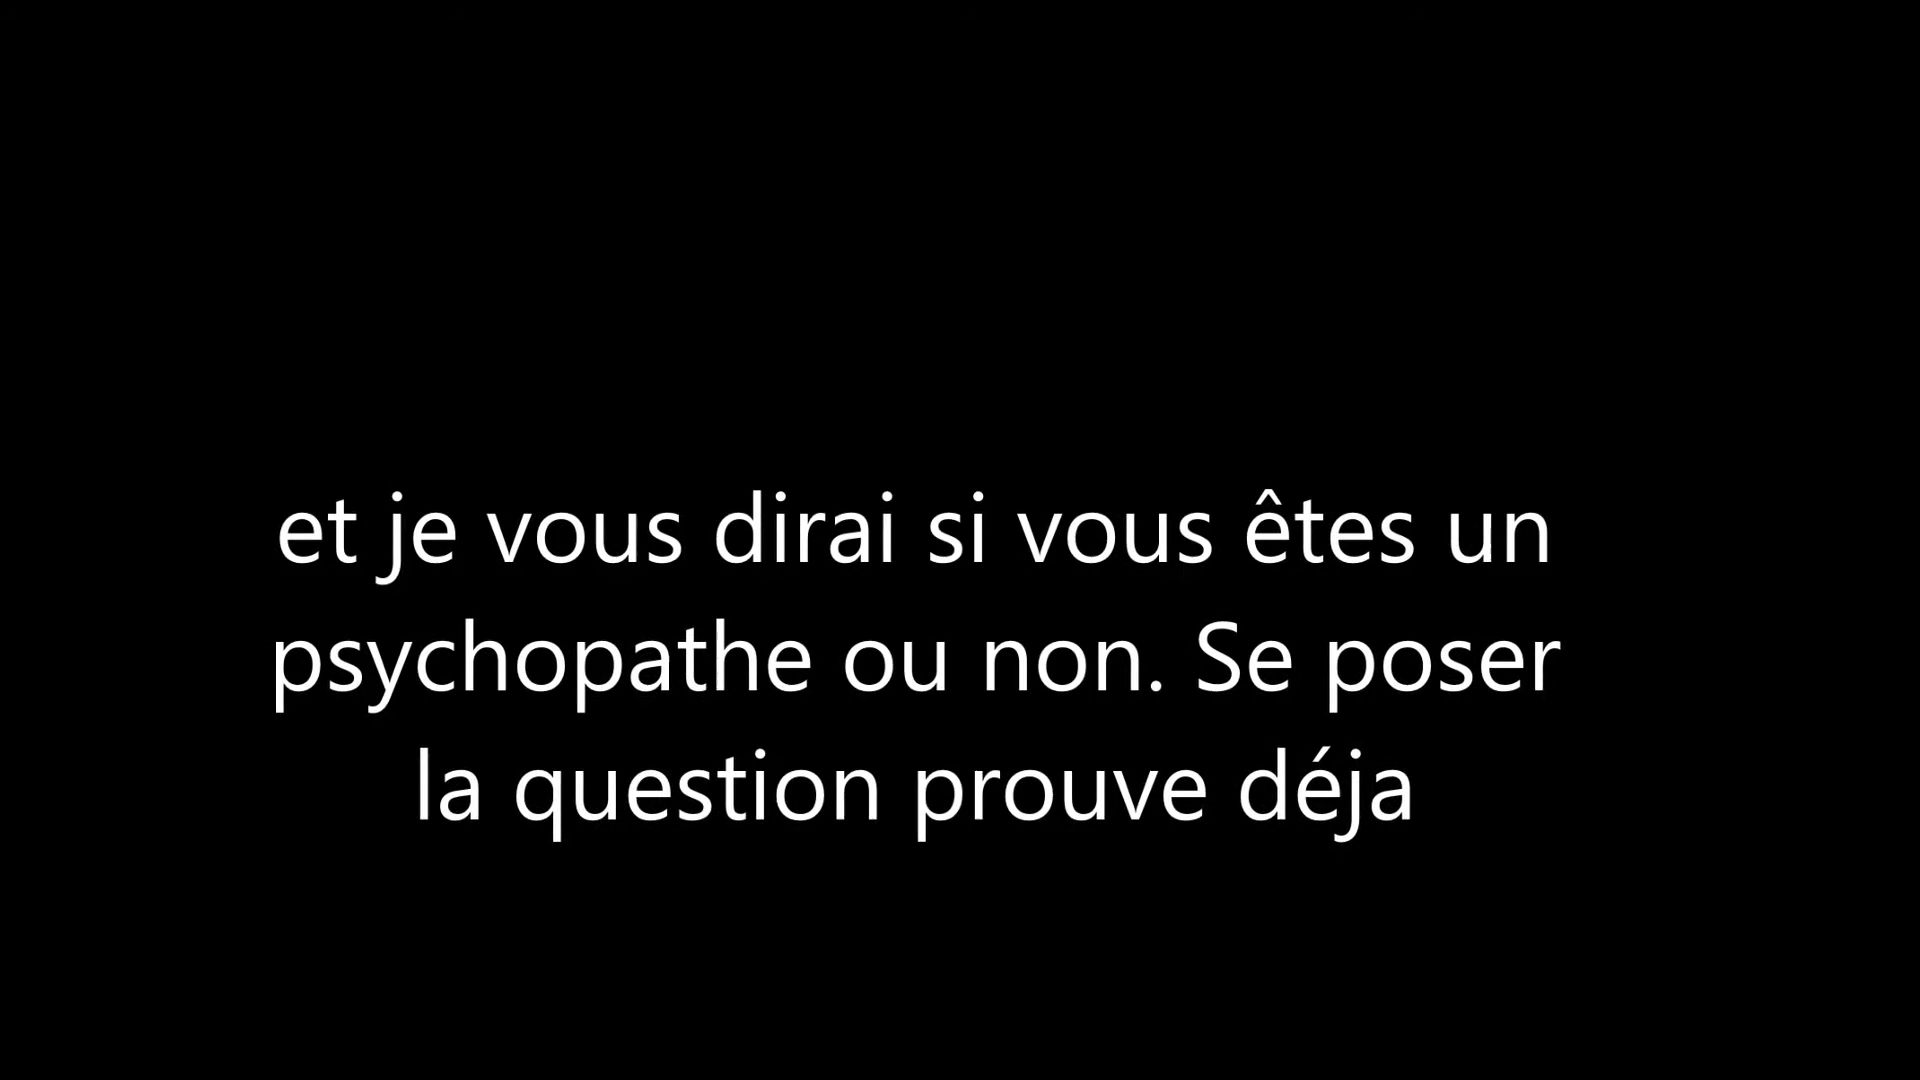 et je vous dirai si vous êtes un
psychopathe ou non. Se poser
la question prouve déja